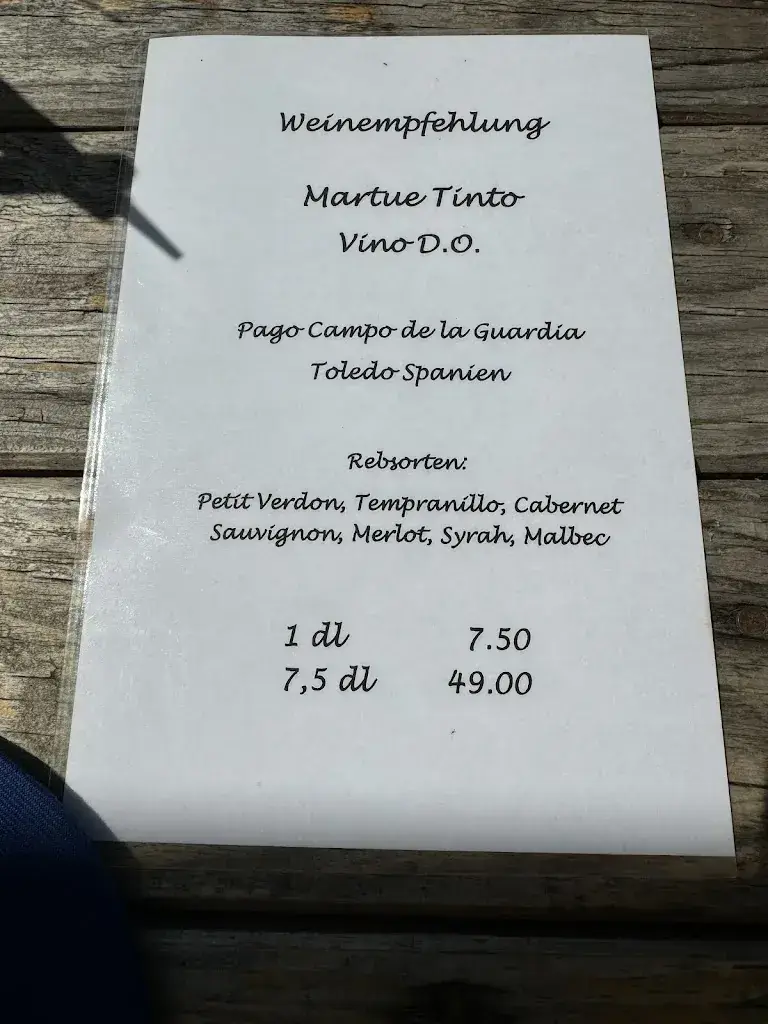 Weinempfehlung
Martue Tinto
Vino D.O.
Pago Campo de la Guardia
Toledo Spanien
Rebsorten:
Petit Verdon, Tempranillo, Cabernet
Sauvignon, Merlot, Syrah, Malbec
1 dl 7.50
7,5 dl 49.00